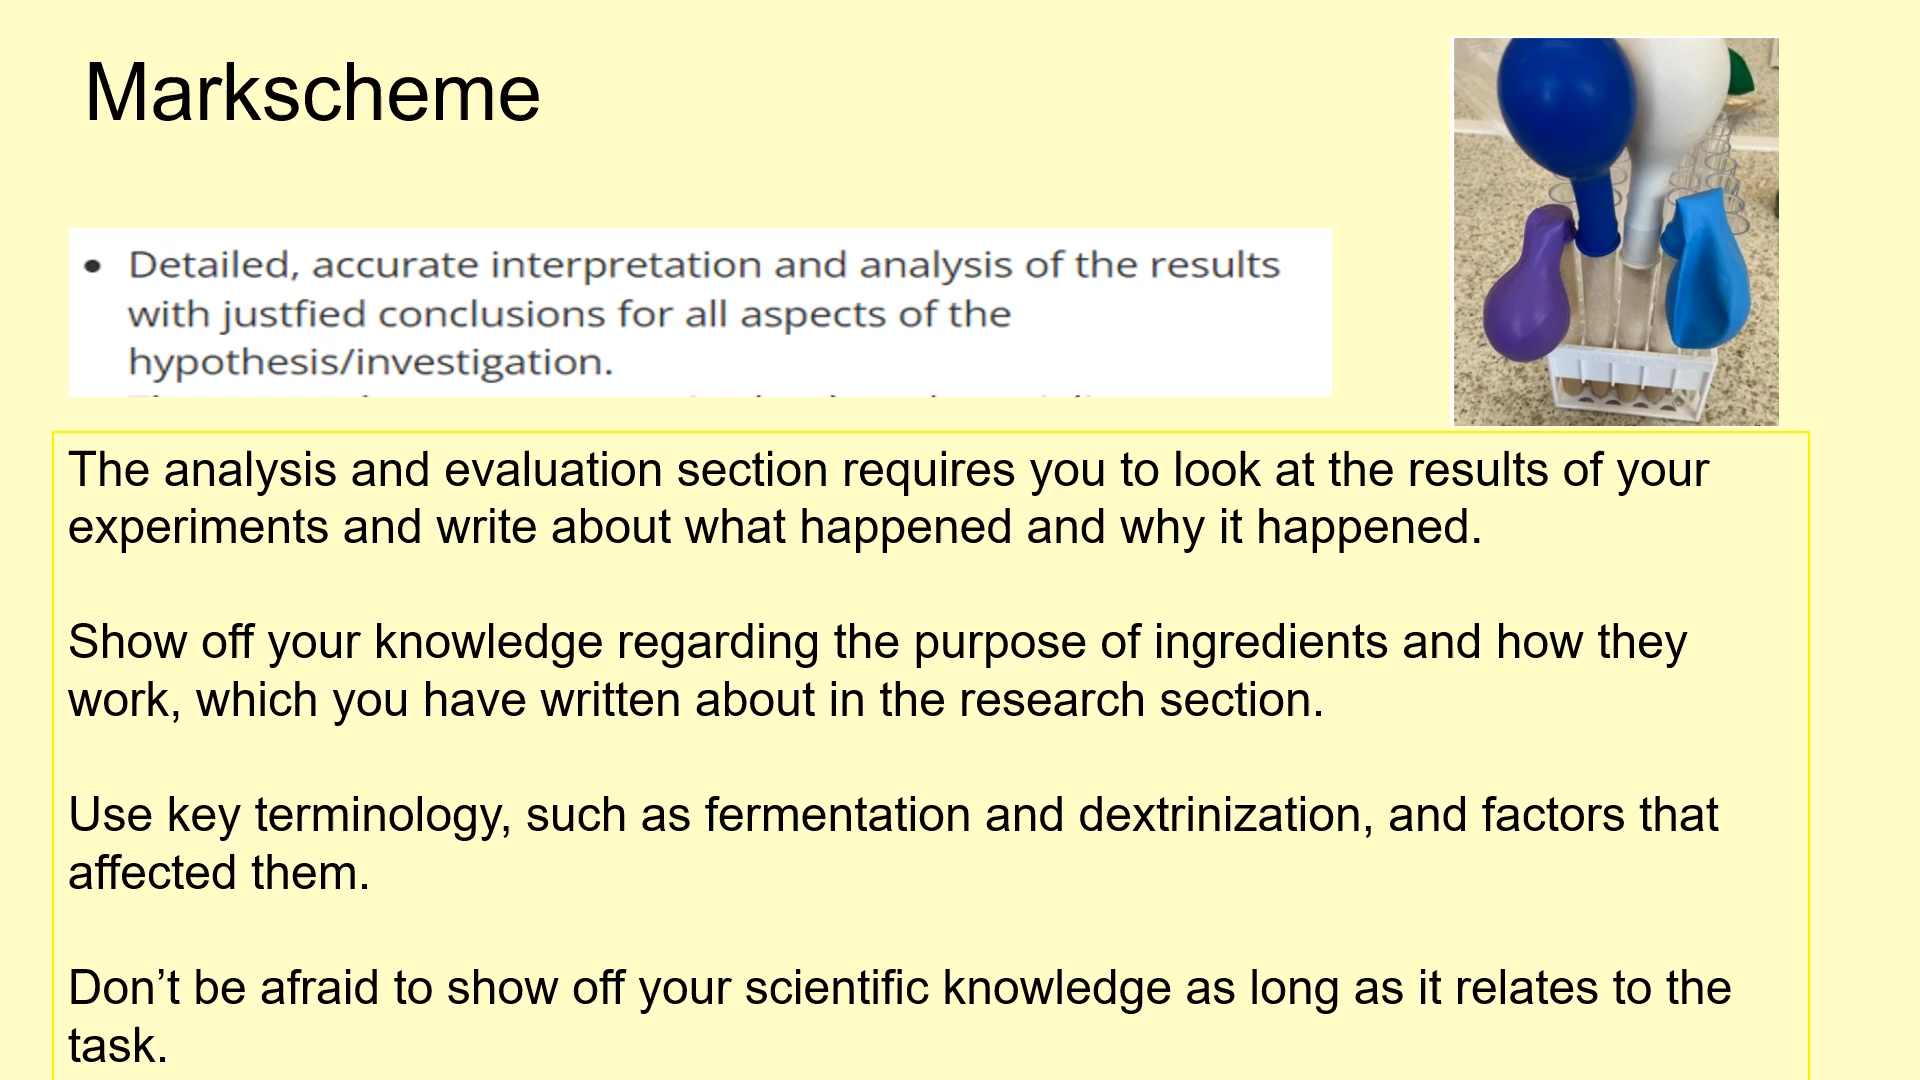 Markscheme
• Detailed, accurate interpretation and analysis of the results
with justfied conclusions for all aspects of the
hypothesis/investigation.
The analysis and evaluation section requires you to look at the results of your
experiments and write about what happened and why it happened.
Show off your knowledge regarding the purpose of ingredients and how they
work, which you have written about in the research section.
Use key terminology, such as fermentation and dextrinization, and factors that
affected them.
Don’t be afraid to show off your scientific knowledge as long as it relates to the
task.